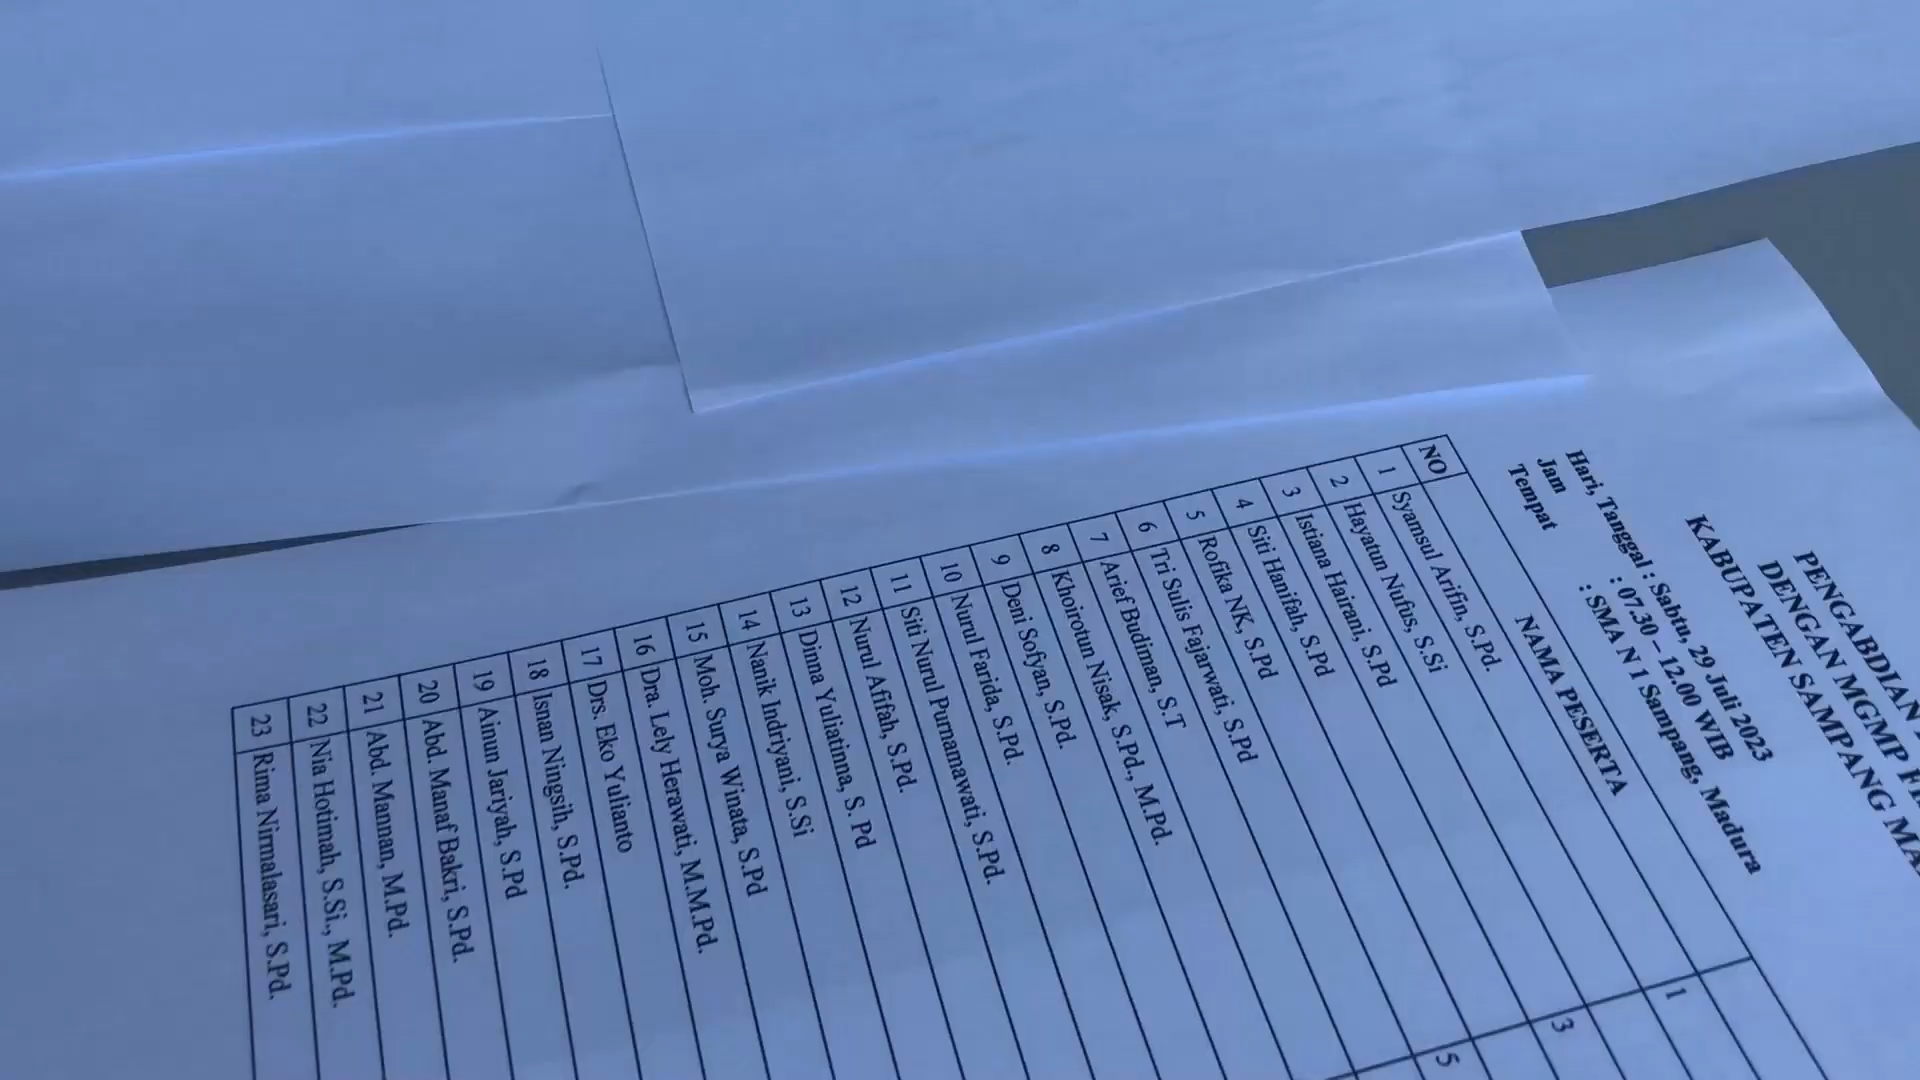 PENGABDIAN
DENGAN MGMP
KABUPATEN SAMPANG
Hari, Tanggal : Sabtu, 29 Juli 2023
Jam : 07.30 – 12.00 WIB
Tempat : SMA N 1 Sampang, Madura
NO NAMA PESERTA
1 Syamsul Arifin, S.Pd. 1
2 Hayatun Nufus, S.Si
3 Istiana Hairani, S.Pd 3
4 Siti Hanifah, S.Pd
5 Rofika NK, S.Pd 5
6 Tri Sulis Fajarwati, S.Pd
7 Arief Budiman, S.T
8 Khoirotun Nisak, S.Pd., M.Pd.
9 Deni Sofyan, S.Pd.
10 Nurul Farida, S.Pd.
11 Siti Nurul Purnamawati, S.Pd.
12 Nurul Afifah, S.Pd.
13 Dinna Yuliatinna, S. Pd
14 Nanik Indriyani, S.Si
15 Moh. Surya Winata, S.Pd
16 Dra. Lely Herawati, M.M.Pd.
17 Drs. Eko Yulianto
18 Isnan Ningsih, S.Pd.
19 Ainun Jariyah, S.Pd
20 Abd. Manaf Bakri, S.Pd.
21 Abd. Mannan, M.Pd.
22 Nia Hotimah, S.Si., M.Pd.
23 Rima Nirmalasari, S.Pd.